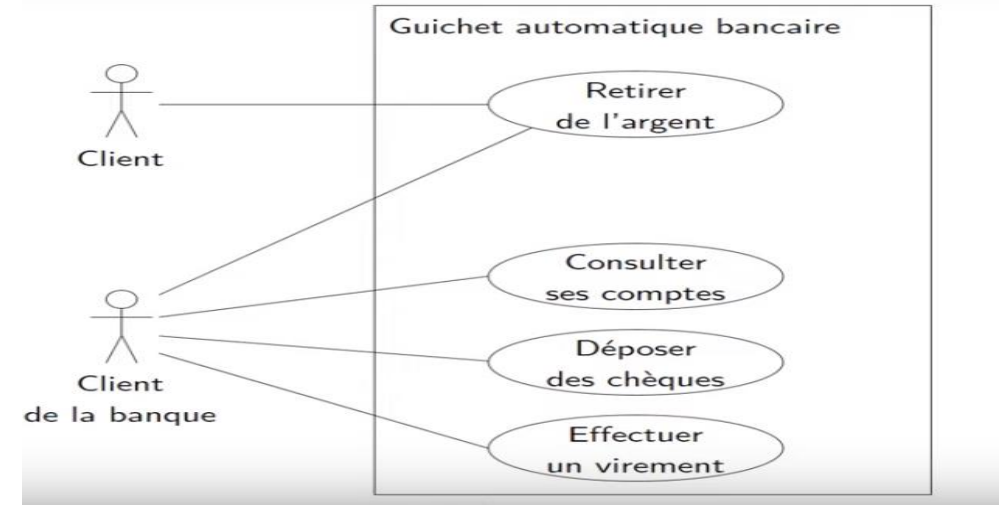 Guichet automatique bancaire
Retirer
de l'argent
Client
Consulter
ses comptes
Déposer
des chèques
Client
de la banque
Effectuer
un virement